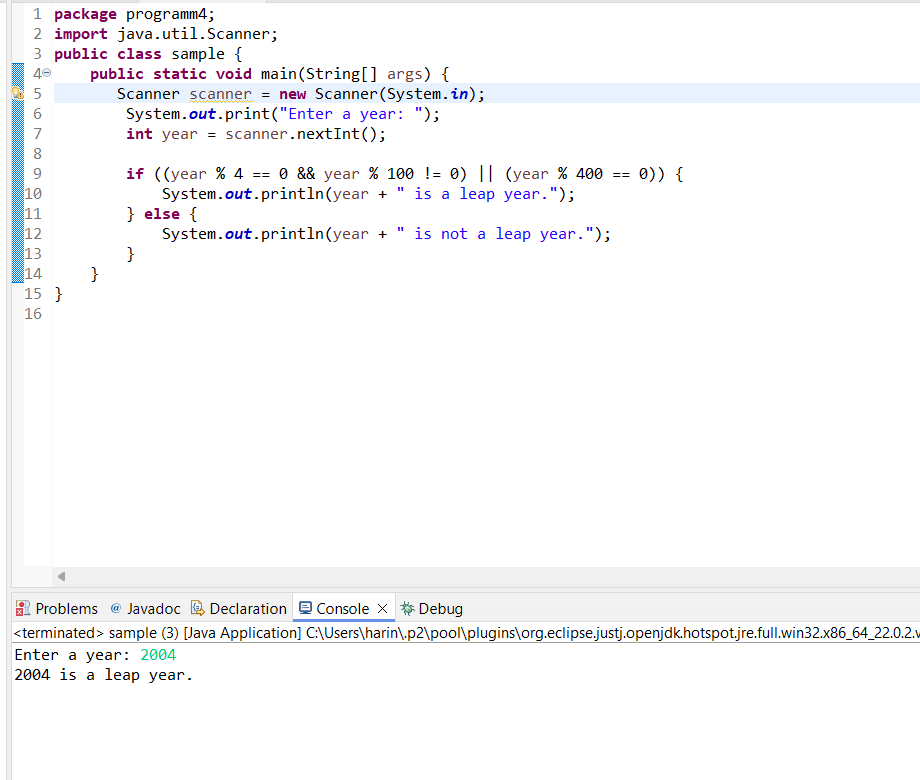 1 package programm4;
2 import java.util.Scanner;
3 public class sample {
4     public static void main(String[] args) {
5        Scanner scanner = new Scanner(System.in);
6         System.out.print("Enter a year: ");
7         int year = scanner.nextInt();
8
9         if ((year % 4 == 0 && year % 100 != 0) || (year % 400 == 0)) {
10             System.out.println(year + " is a leap year.");
11         } else {
12             System.out.println(year + " is not a leap year.");
13         }
14     }
15 }
16
Problems @ Javadoc Declaration Console Debug
<terminated> sample (3) [Java Application] C:\Users\harin\.p2\pool\plugins\org.eclipse.justj.openjdk.hotspot.jre.full.win32.x86_64_22.0.2.v
Enter a year: 2004
2004 is a leap year.